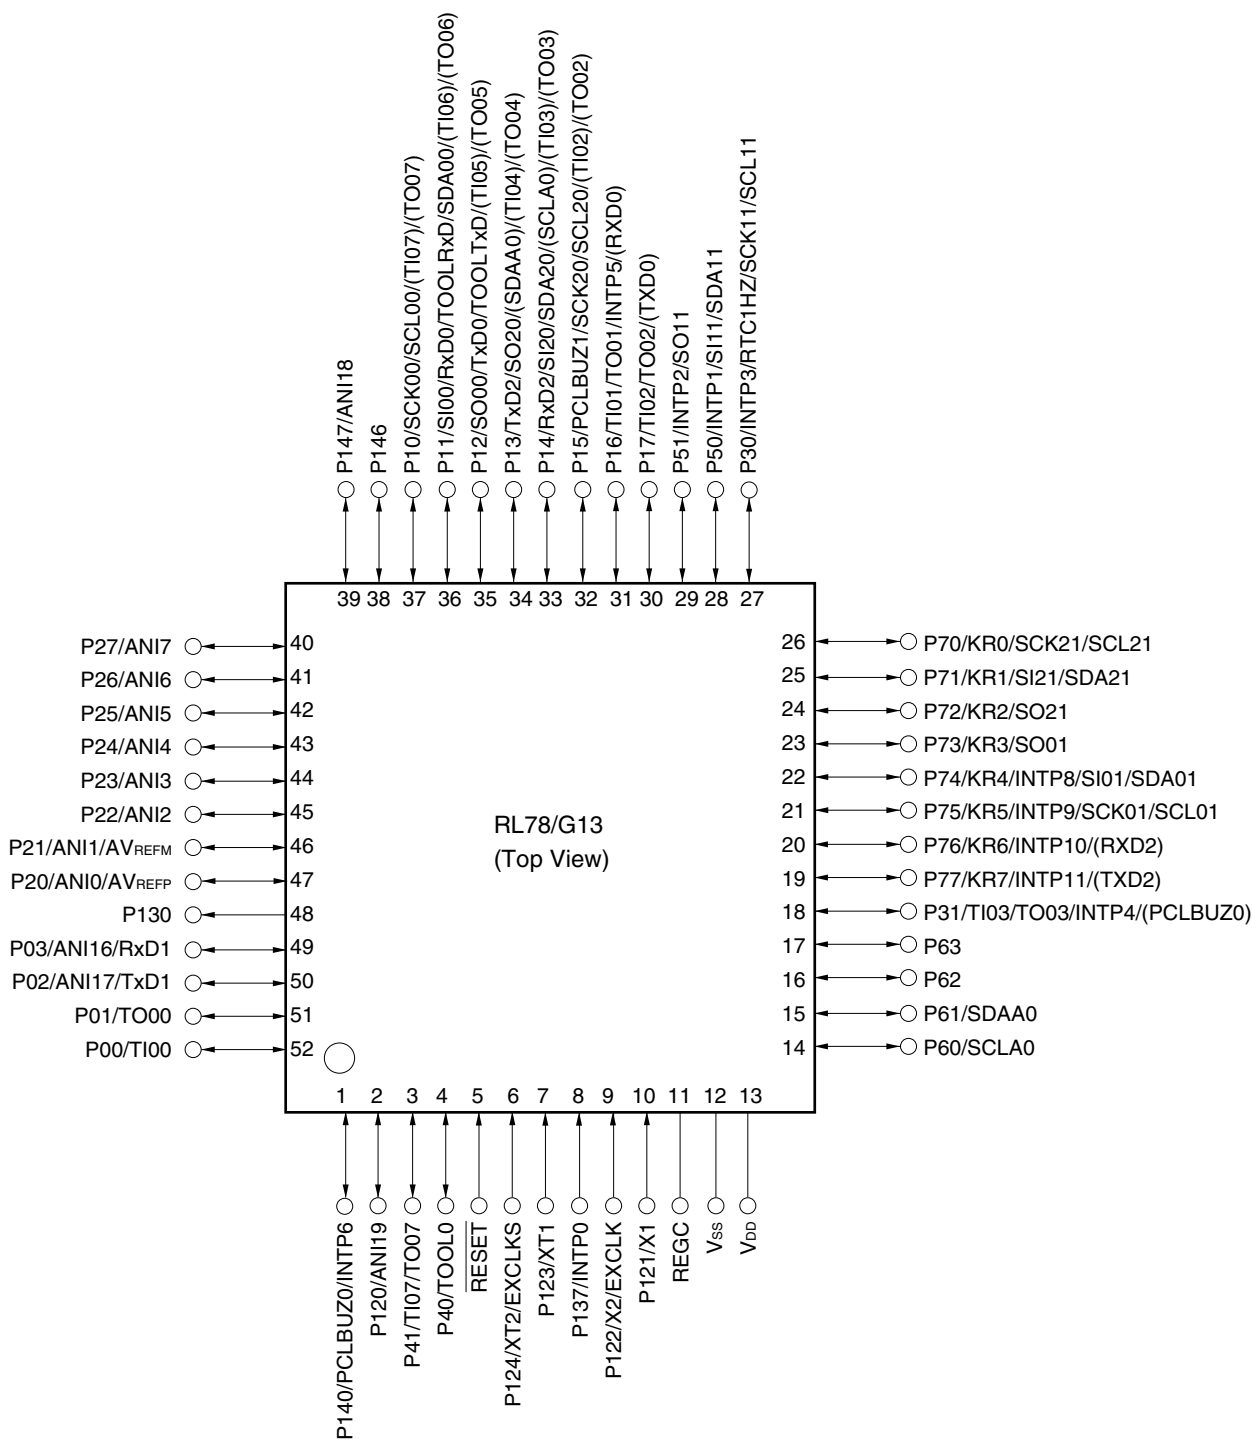 P147/ANI18
P146
P10/SCK00/SCL00/(TI07)/(TO07)
P11/SI00/RxD0/TOOLRxD/SDA00/(TI06)/(TO06)
P12/SO00/TxD0/TOOLTxD/(TI05)/(TO05)
P13/TxD2/SO20/(SDAA0)/(TI04)/(TO04)
P14/RxD2/SI20/SDA20/(SCLA0)/(TI03)/(TO03)
P15/PCLBUZ1/SCK20/SCL20/(TI02)/(TO02)
P16/TI01/TO01/INTP5/(RXD0)
P17/TI02/TO02/(TXD0)
P51/INTP2/SO11
P50/INTP1/SI11/SDA11
P30/INTP3/RTC1HZ/SCK11/SCL11
39 38 37 36 35 34 33 32 31 30 29 28 27
P27/ANI7 40
P26/ANI6 41
P25/ANI5 42
P24/ANI4 43
P23/ANI3 44
P22/ANI2 45
P21/ANI1/AVREFM 46
P20/ANI0/AVREFP 47
P130 48
P03/ANI16/RxD1 49
P02/ANI17/TxD1 50
P01/TO00 51
P00/TI00 52
RL78/G13
(Top View)
26 P70/KR0/SCK21/SCL21
25 P71/KR1/SI21/SDA21
24 P72/KR2/SO21
23 P73/KR3/SO01
22 P74/KR4/INTP8/SI01/SDA01
21 P75/KR5/INTP9/SCK01/SCL01
20 P76/KR6/INTP10/(RXD2)
19 P77/KR7/INTP11/(TXD2)
18 P31/TI03/TO03/INTP4/(PCLBUZ0)
17 P63
16 P62
15 P61/SDAA0
14 P60/SCLA0
1 2 3 4 5 6 7 8 9 10 11 12 13
P140/PCLBUZ0/INTP6
P120/ANI19
P41/TI07/TO07
P40/TOOL0
RESET
P124/XT2/EXCLKS
P123/XT1
P137/INTP0
P122/X2/EXCLK
P121/X1
REGC
VSS
VDD